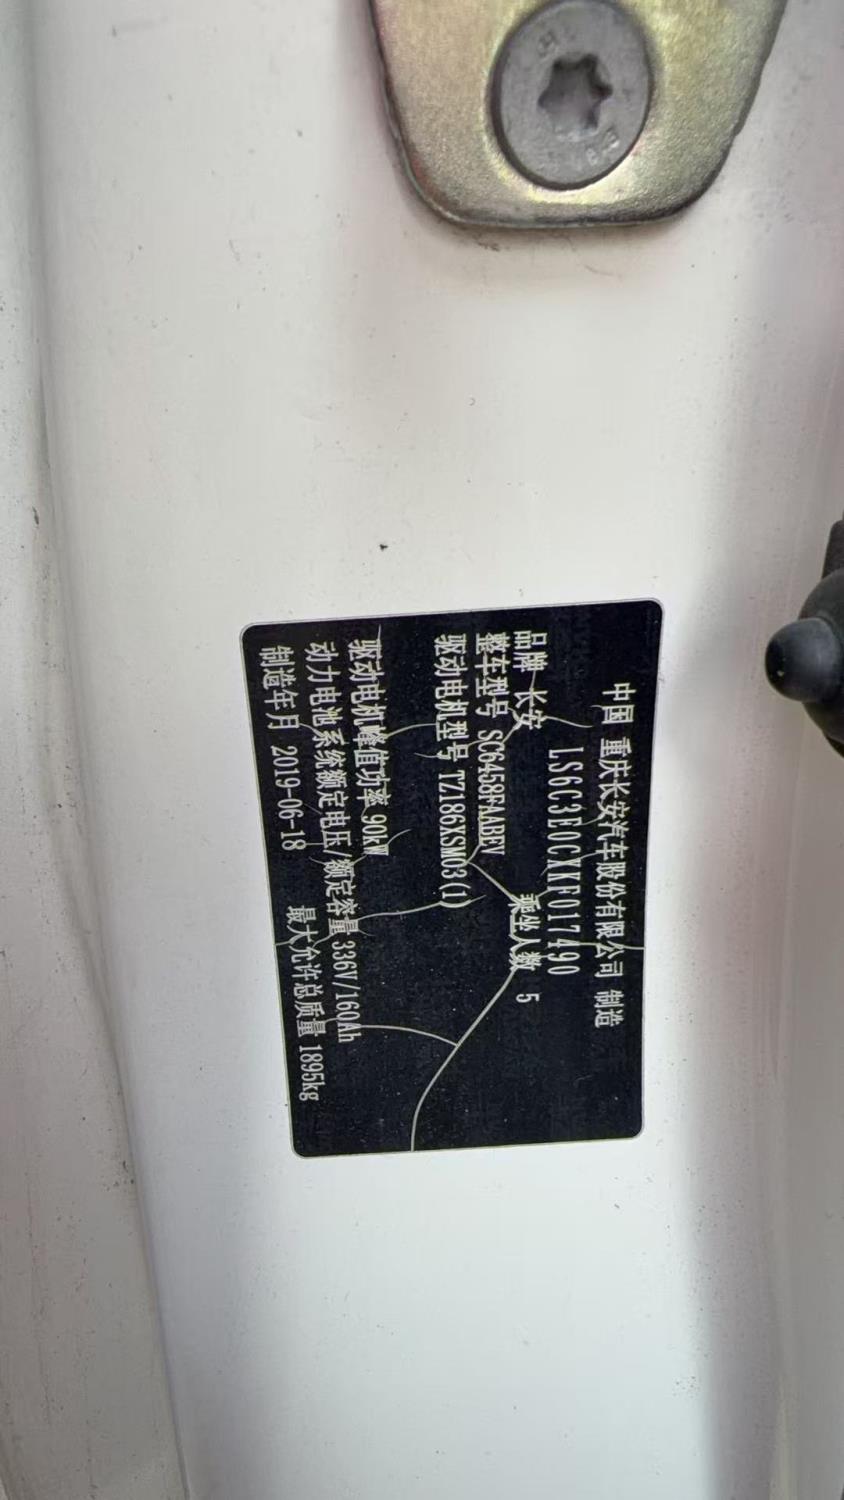 中国 重庆长安汽车股份有限公司 制造
LS6C3E0CXKF017490
品牌 长安 乘坐人数 5
整车型号 SC6458FAABEV
驱动电机型号 TZ186XSM03(1)
驱动电机峰值功率 90kW
动力电池系统额定电压/额定容量 336V/160Ah
制造年月 2019-06-18 最大允许总质量 1895kg